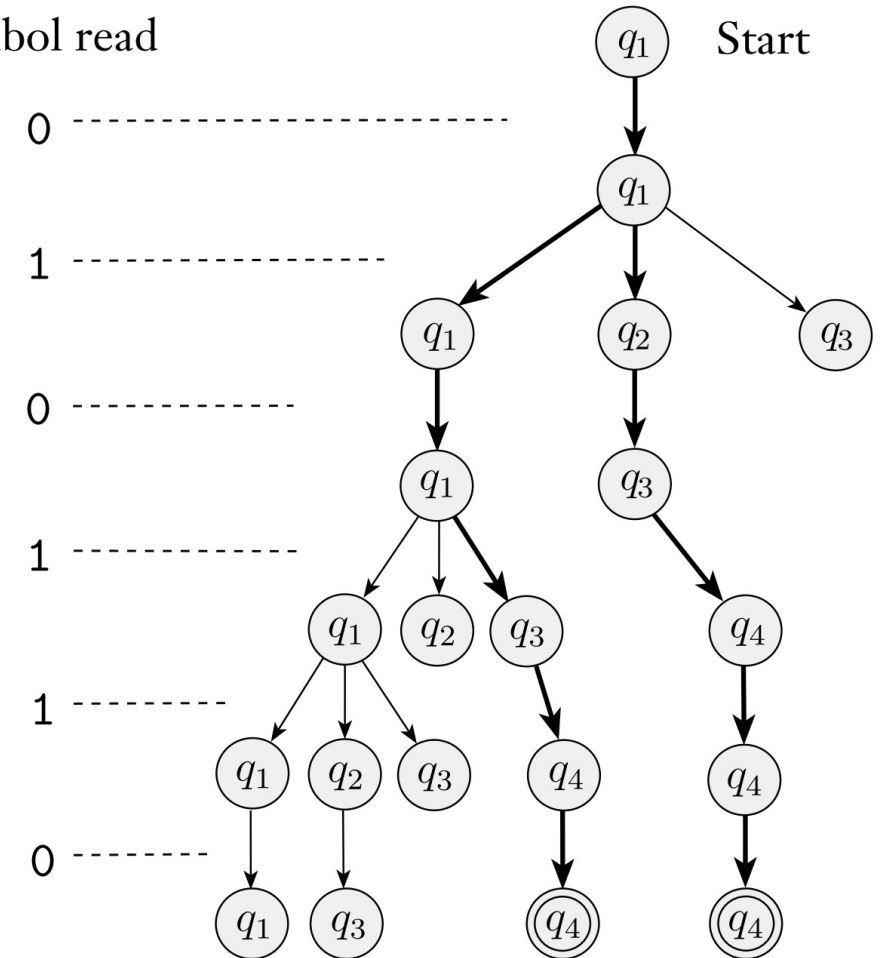 bol read
q1 Start
0
q1
1
q1 q2 q3
0
q1 q3
1
q1 q2 q3 q4
1
q1 q2 q3 q4 q4
0
q1 q3 q4 q4